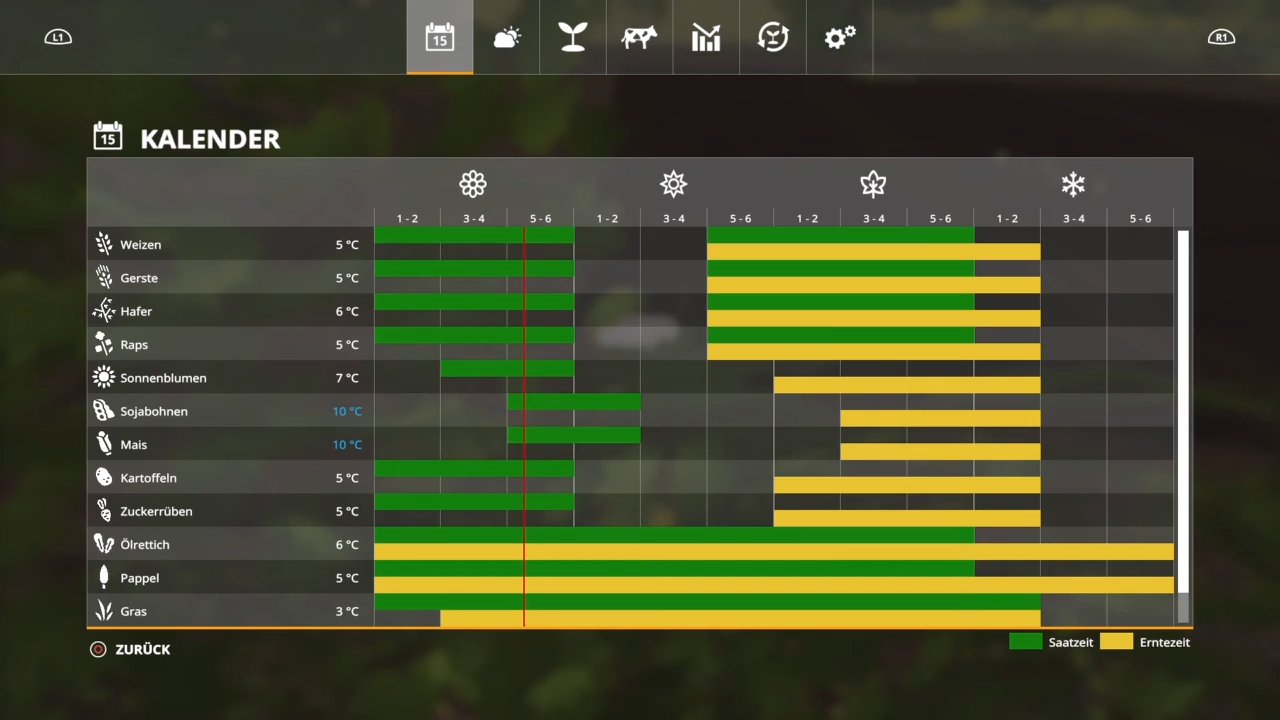 L1
15
R1
15 KALENDER
1 - 2 3 - 4 5 - 6 1 - 2 3 - 4 5 - 6 1 - 2 3 - 4 5 - 6 1 - 2 3 - 4 5 - 6
Weizen 5 °C
Gerste 5 °C
Hafer 6 °C
Raps 5 °C
Sonnenblumen 7 °C
Sojabohnen 10 °C
Mais 10 °C
Kartoffeln 5 °C
Zuckerrüben 5 °C
Ölrettich 6 °C
Pappel 5 °C
Gras 3 °C
Saatzeit Erntezeit
ZURÜCK